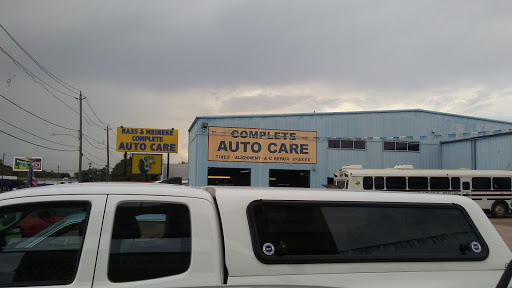 BASS & MEINEKE
COMPLETE
AUTO CARE
COMPLETE
AUTO CARE
TIRES - ALIGNMENT - A/C REPAIR BRAKES